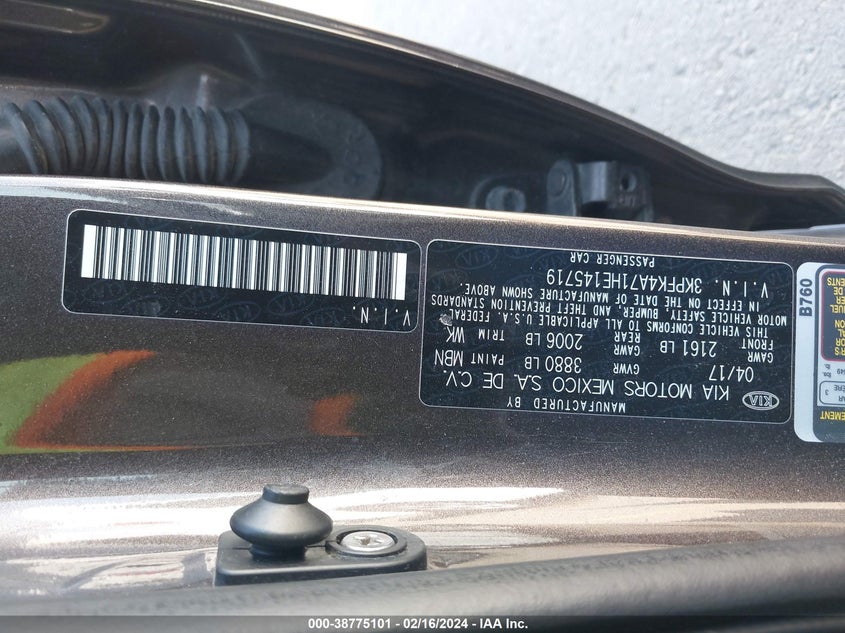 KIA
MANUFACTURED BY
KIA MOTORS MEXICO S.A. DE C.V.
04/17 GVWR 3880 LB PAINT MBN
GAWR FRONT 2161 LB GAWR REAR 2006 LB TRIM WK
THIS VEHICLE CONFORMS TO ALL APPLICABLE U.S.A. FEDERAL
MOTOR VEHICLE SAFETY, BUMPER, AND THEFT PREVENTION STANDARDS
IN EFFECT ON THE DATE OF MANUFACTURE SHOWN ABOVE.
V.I.N. 3KPFK4A71HE145719
PASSENGER CAR
V.I.N.
B760
000-38775101 - 02/16/2024 - IAA Inc.